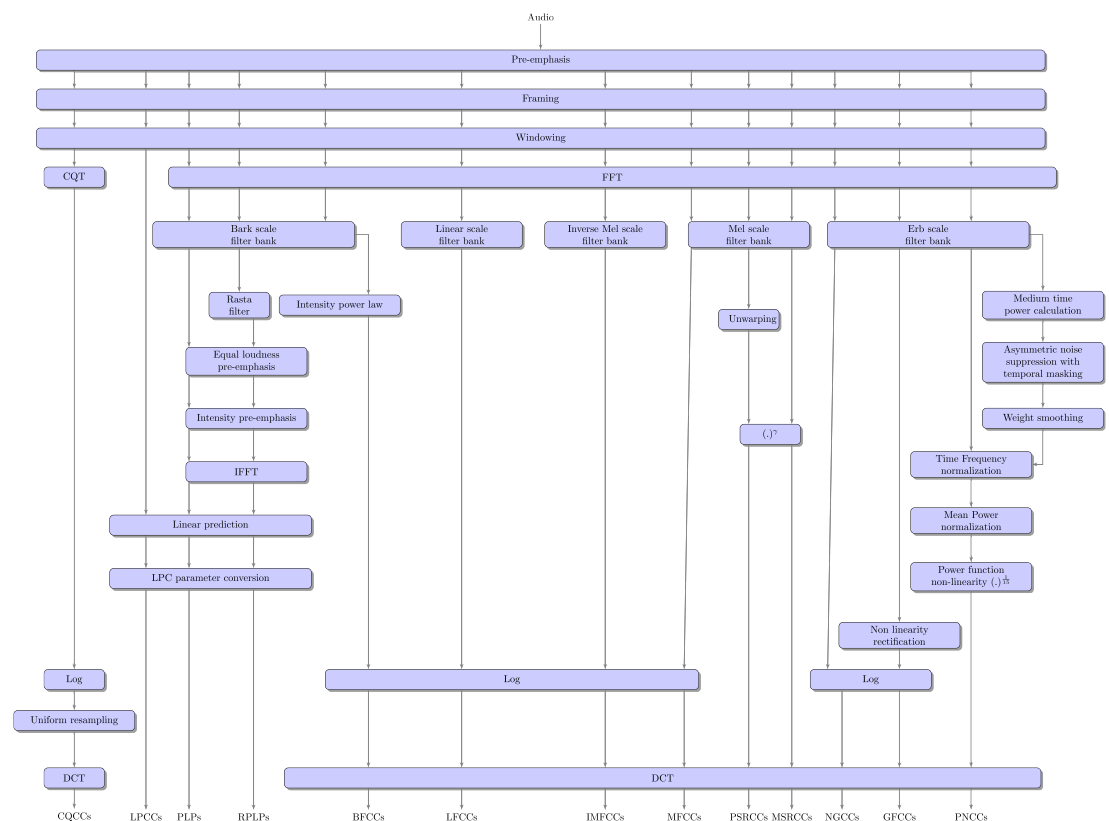 Audio
Pre-emphasis
Framing
Windowing
CQT
FFT
Bark scale
filter bank
Linear scale
filter bank
Inverse Mel scale
filter bank
Mel scale
filter bank
Erb scale
filter bank
Rasta
filter
Intensity power law
Unwarping
Medium time
power calculation
Equal loudness
pre-emphasis
Asymmetric noise
suppression with
temporal masking
Intensity pre-emphasis
(.)^γ
Weight smoothing
IFFT
Time Frequency
normalization
Linear prediction
Mean Power
normalization
LPC parameter conversion
Power function
non-linearity (.)^{1/15}
Non linearity
rectification
Log
Log
Log
Uniform resampling
DCT
DCT
CQCCs
LPCCs
PLPs
RPLPs
BFCCs
LFCCs
IMFCCs
MFCCs
PSRCCs
MSRCCs
NGCCs
GFCCs
PNCCs